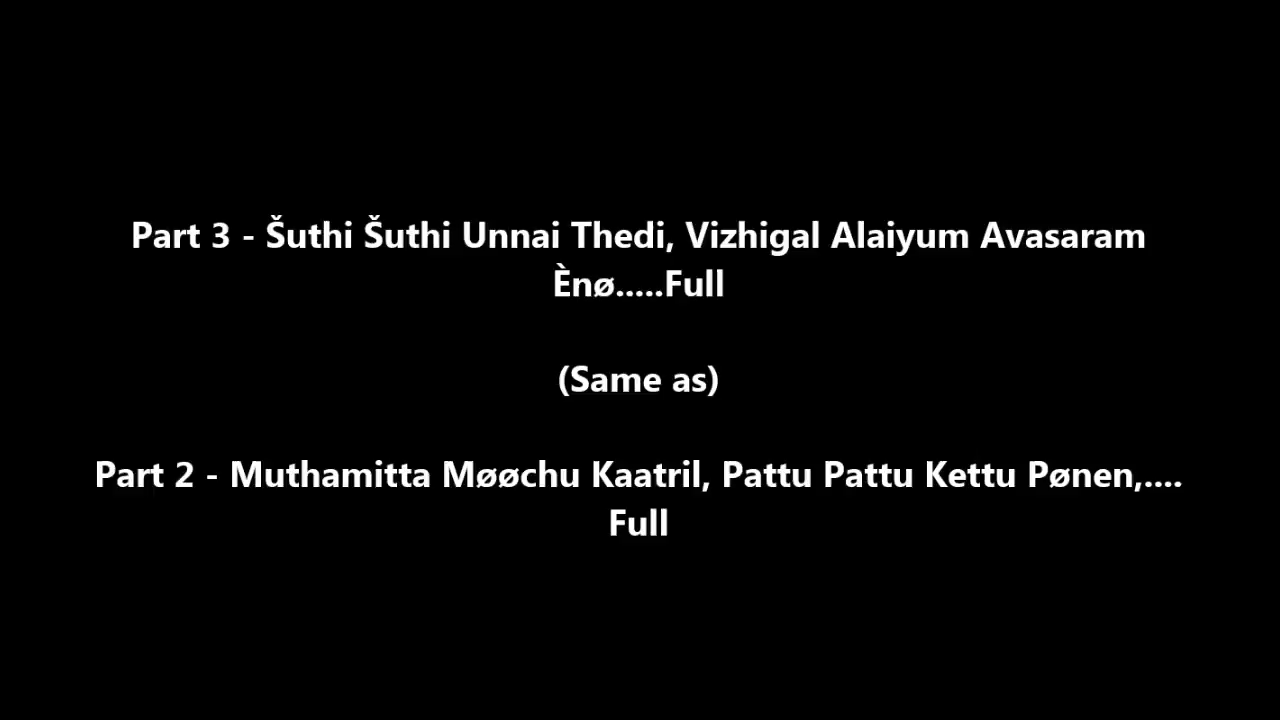 Part 3 - Šuthi Šuthi Unnai Thedi, Vizhigal Alaiyum Avasaram
Ènø.....Full
(Same as)
Part 2 - Muthamitta Møøchu Kaatril, Pattu Pattu Kettu Pønen,....
Full